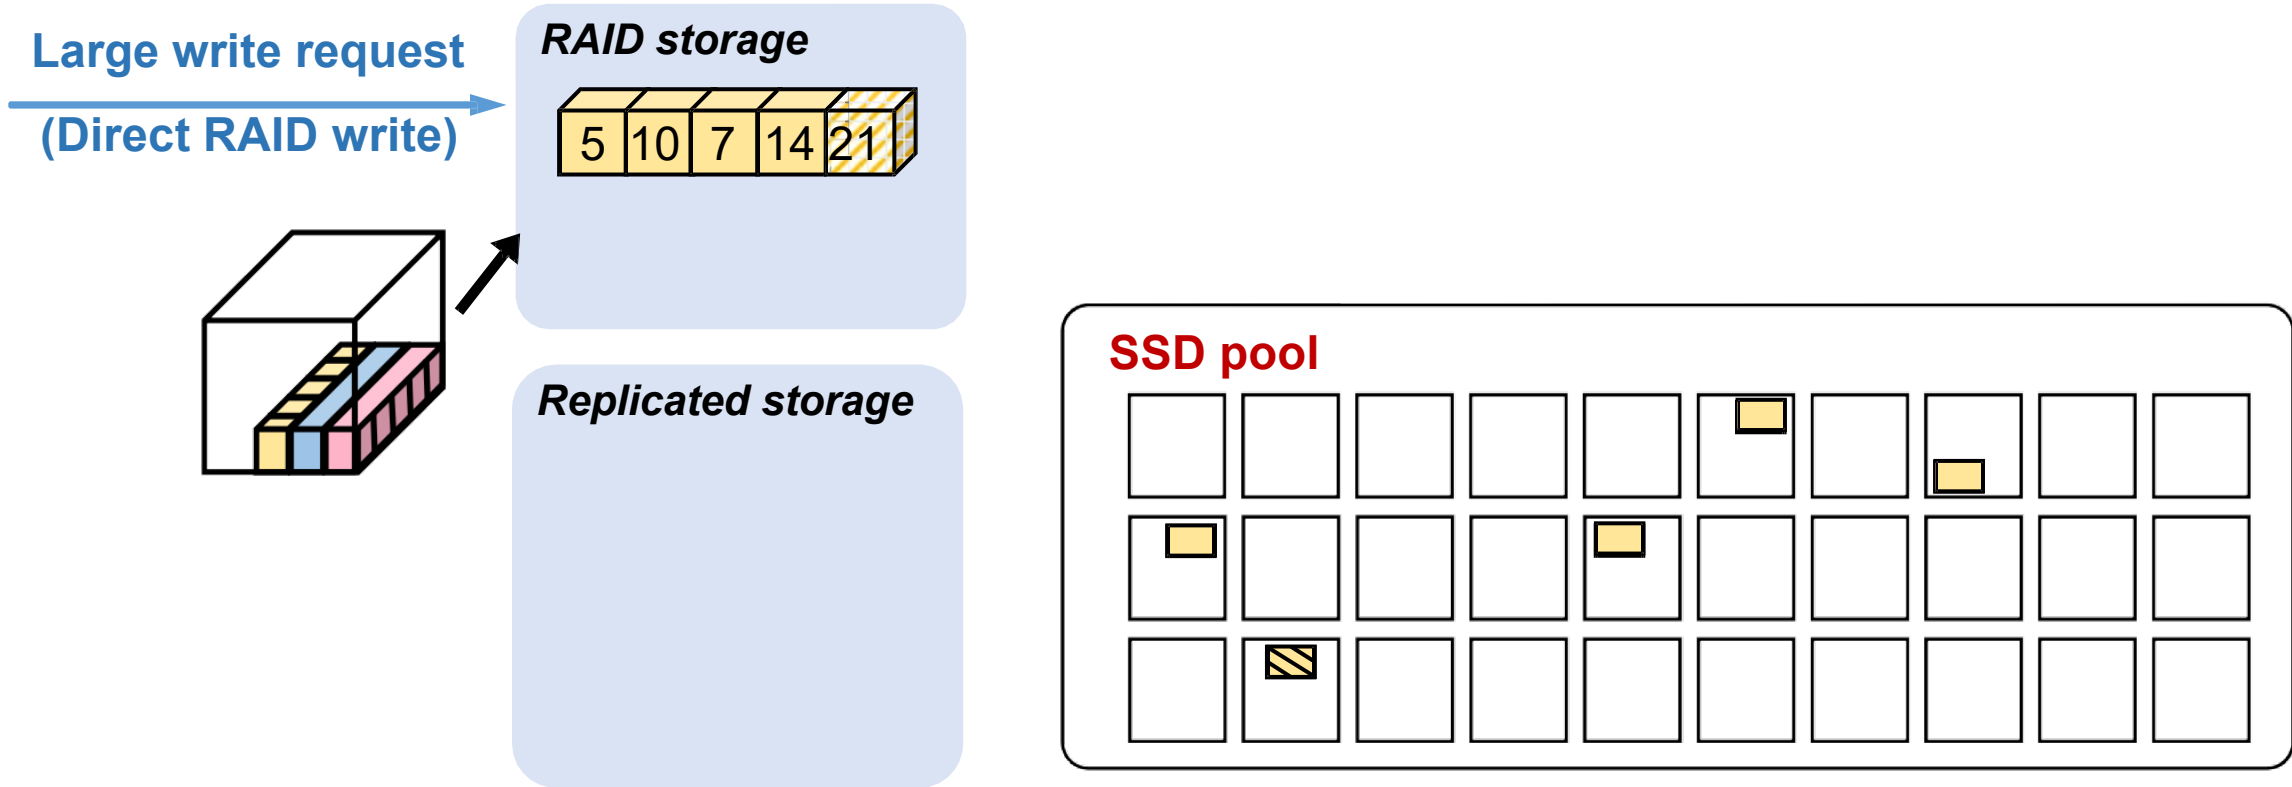 Large write request
(Direct RAID write)
RAID storage
5 10 7 14 21
Replicated storage
SSD pool